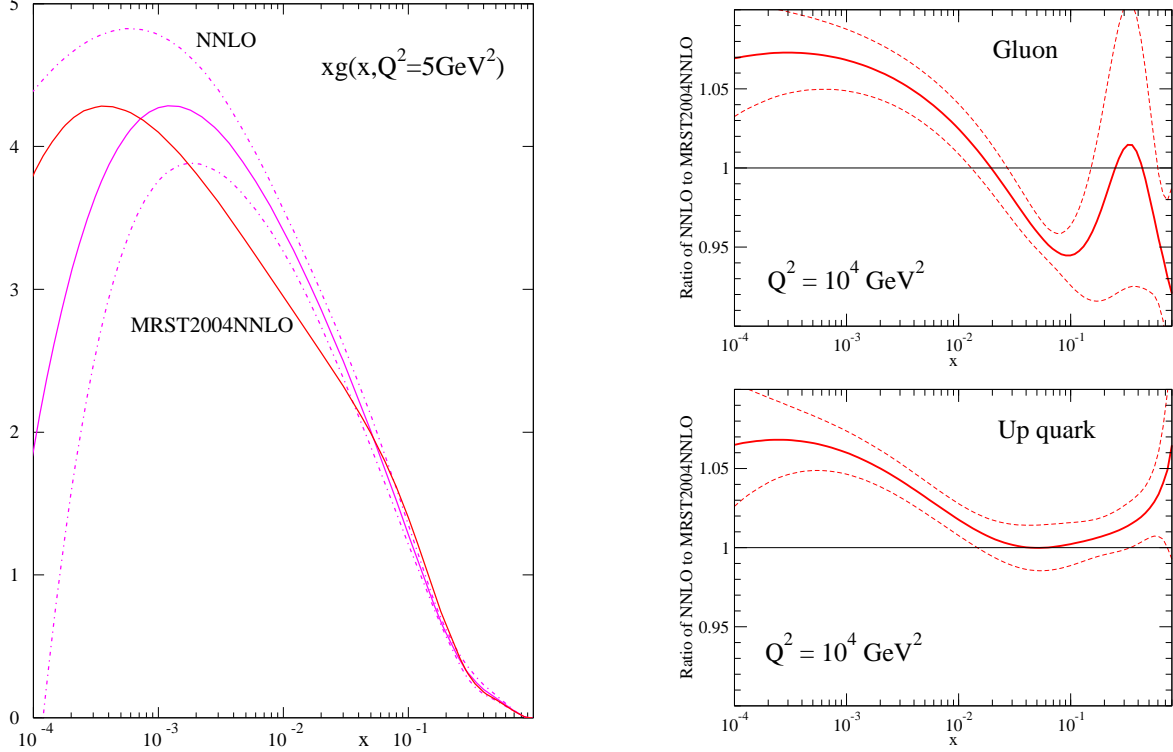 NNLO
xg(x,Q²=5GeV²)
MRST2004NNLO
5
4
3
2
1
0
10⁻⁴
10⁻³
10⁻²
10⁻¹
x
Gluon
Q² = 10⁴ GeV²
Ratio of NNLO to MRST2004NNLO
1.05
1
0.95
10⁻⁴
10⁻³
10⁻²
10⁻¹
x
Up quark
Q² = 10⁴ GeV²
Ratio of NNLO to MRST2004NNLO
1.05
1
0.95
10⁻⁴
10⁻³
10⁻²
10⁻¹
x